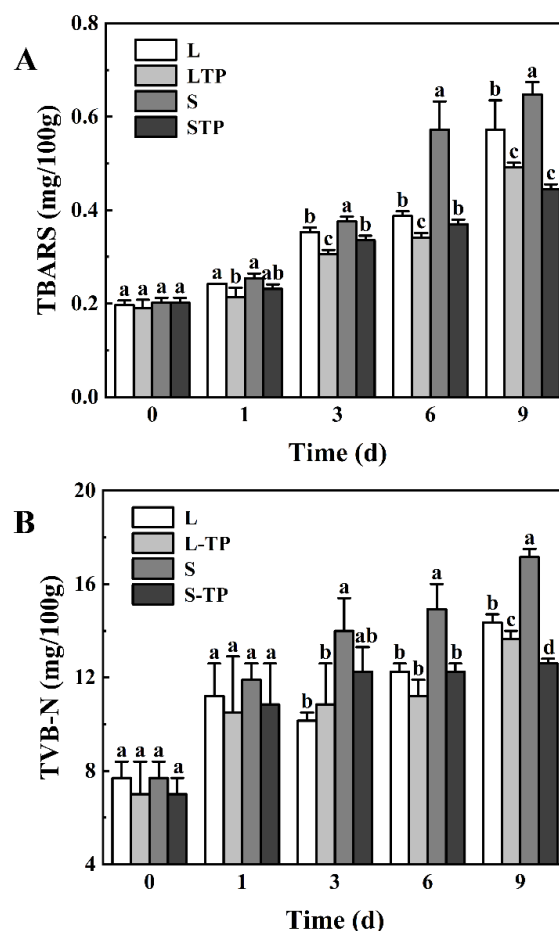 A
0.8
L
LTP
S
STP
a
a
0.6
b
b
c
c
TBARS (mg/100g)
0.4
b
c
a
b
b
c
b
a
b
a
ab
0.2
a a a a
0.0
0 1 3 6 9
Time (d)
B
20
L
L-TP
S
S-TP
a
16
a
a
b
c
d
TVB-N (mg/100g)
12
a a a a
b b ab
b b b
8
a a a a
4
0 1 3 6 9
Time (d)